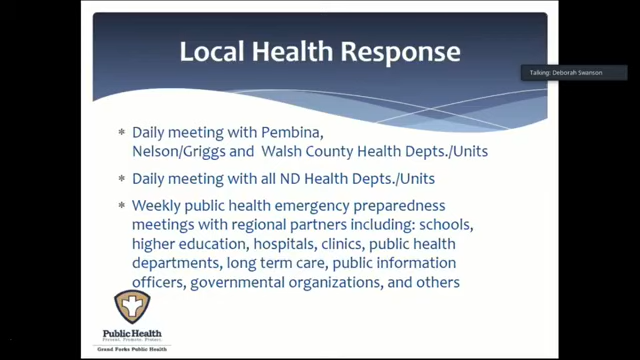 Local Health Response
Talking: Deborah Swanson
* Daily meeting with Pembina,
Nelson/Griggs and Walsh County Health Depts./Units
* Daily meeting with all ND Health Depts./Units
* Weekly public health emergency preparedness
meetings with regional partners including: schools,
higher education, hospitals, clinics, public health
departments, long term care, public information
officers, governmental organizations, and others
Public Health
Prevent. Promote. Protect.
Grand Forks Public Health